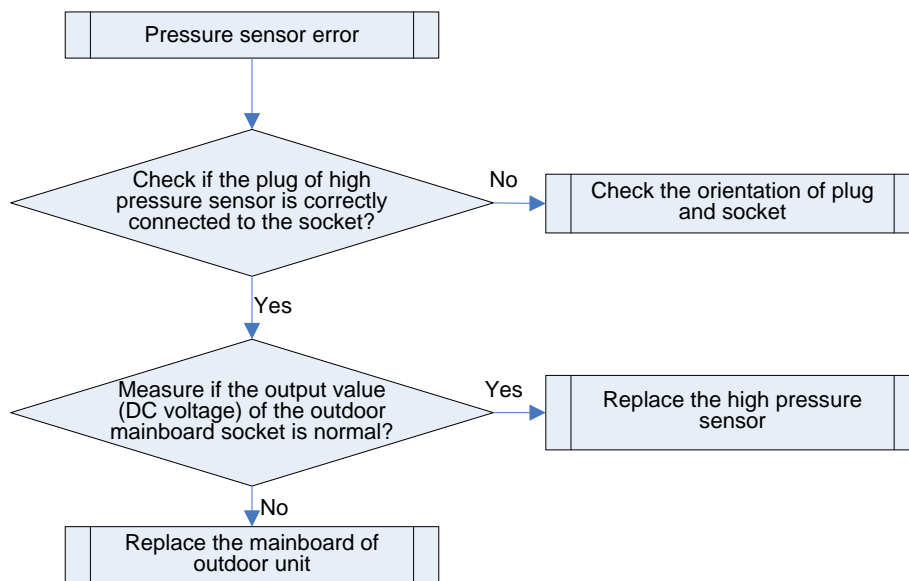 Pressure sensor error
Check if the plug of high
pressure sensor is correctly
connected to the socket?
No
Check the orientation of plug
and socket
Yes
Measure if the output value
(DC voltage) of the outdoor
mainboard socket is normal?
Yes
Replace the high pressure
sensor
No
Replace the mainboard of
outdoor unit